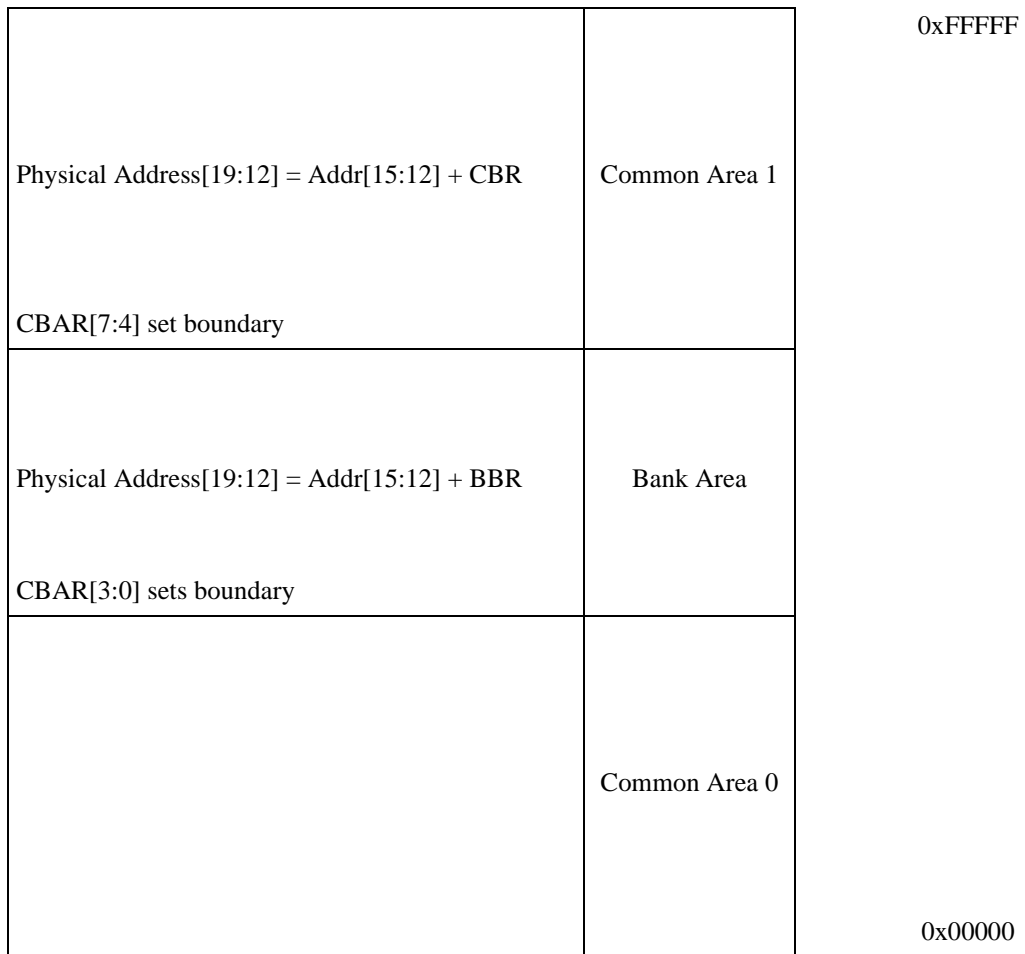 0xFFFFF
Physical Address[19:12] = Addr[15:12] + CBR
Common Area 1
CBAR[7:4] set boundary
Physical Address[19:12] = Addr[15:12] + BBR
Bank Area
CBAR[3:0] sets boundary
Common Area 0
0x00000